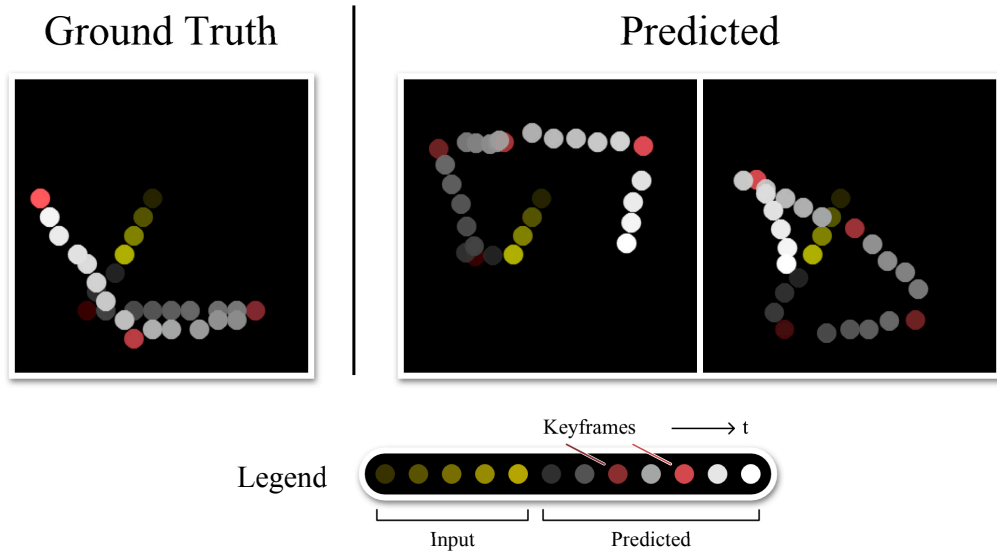 Ground Truth
Predicted
Keyframes
t
Legend
Input
Predicted